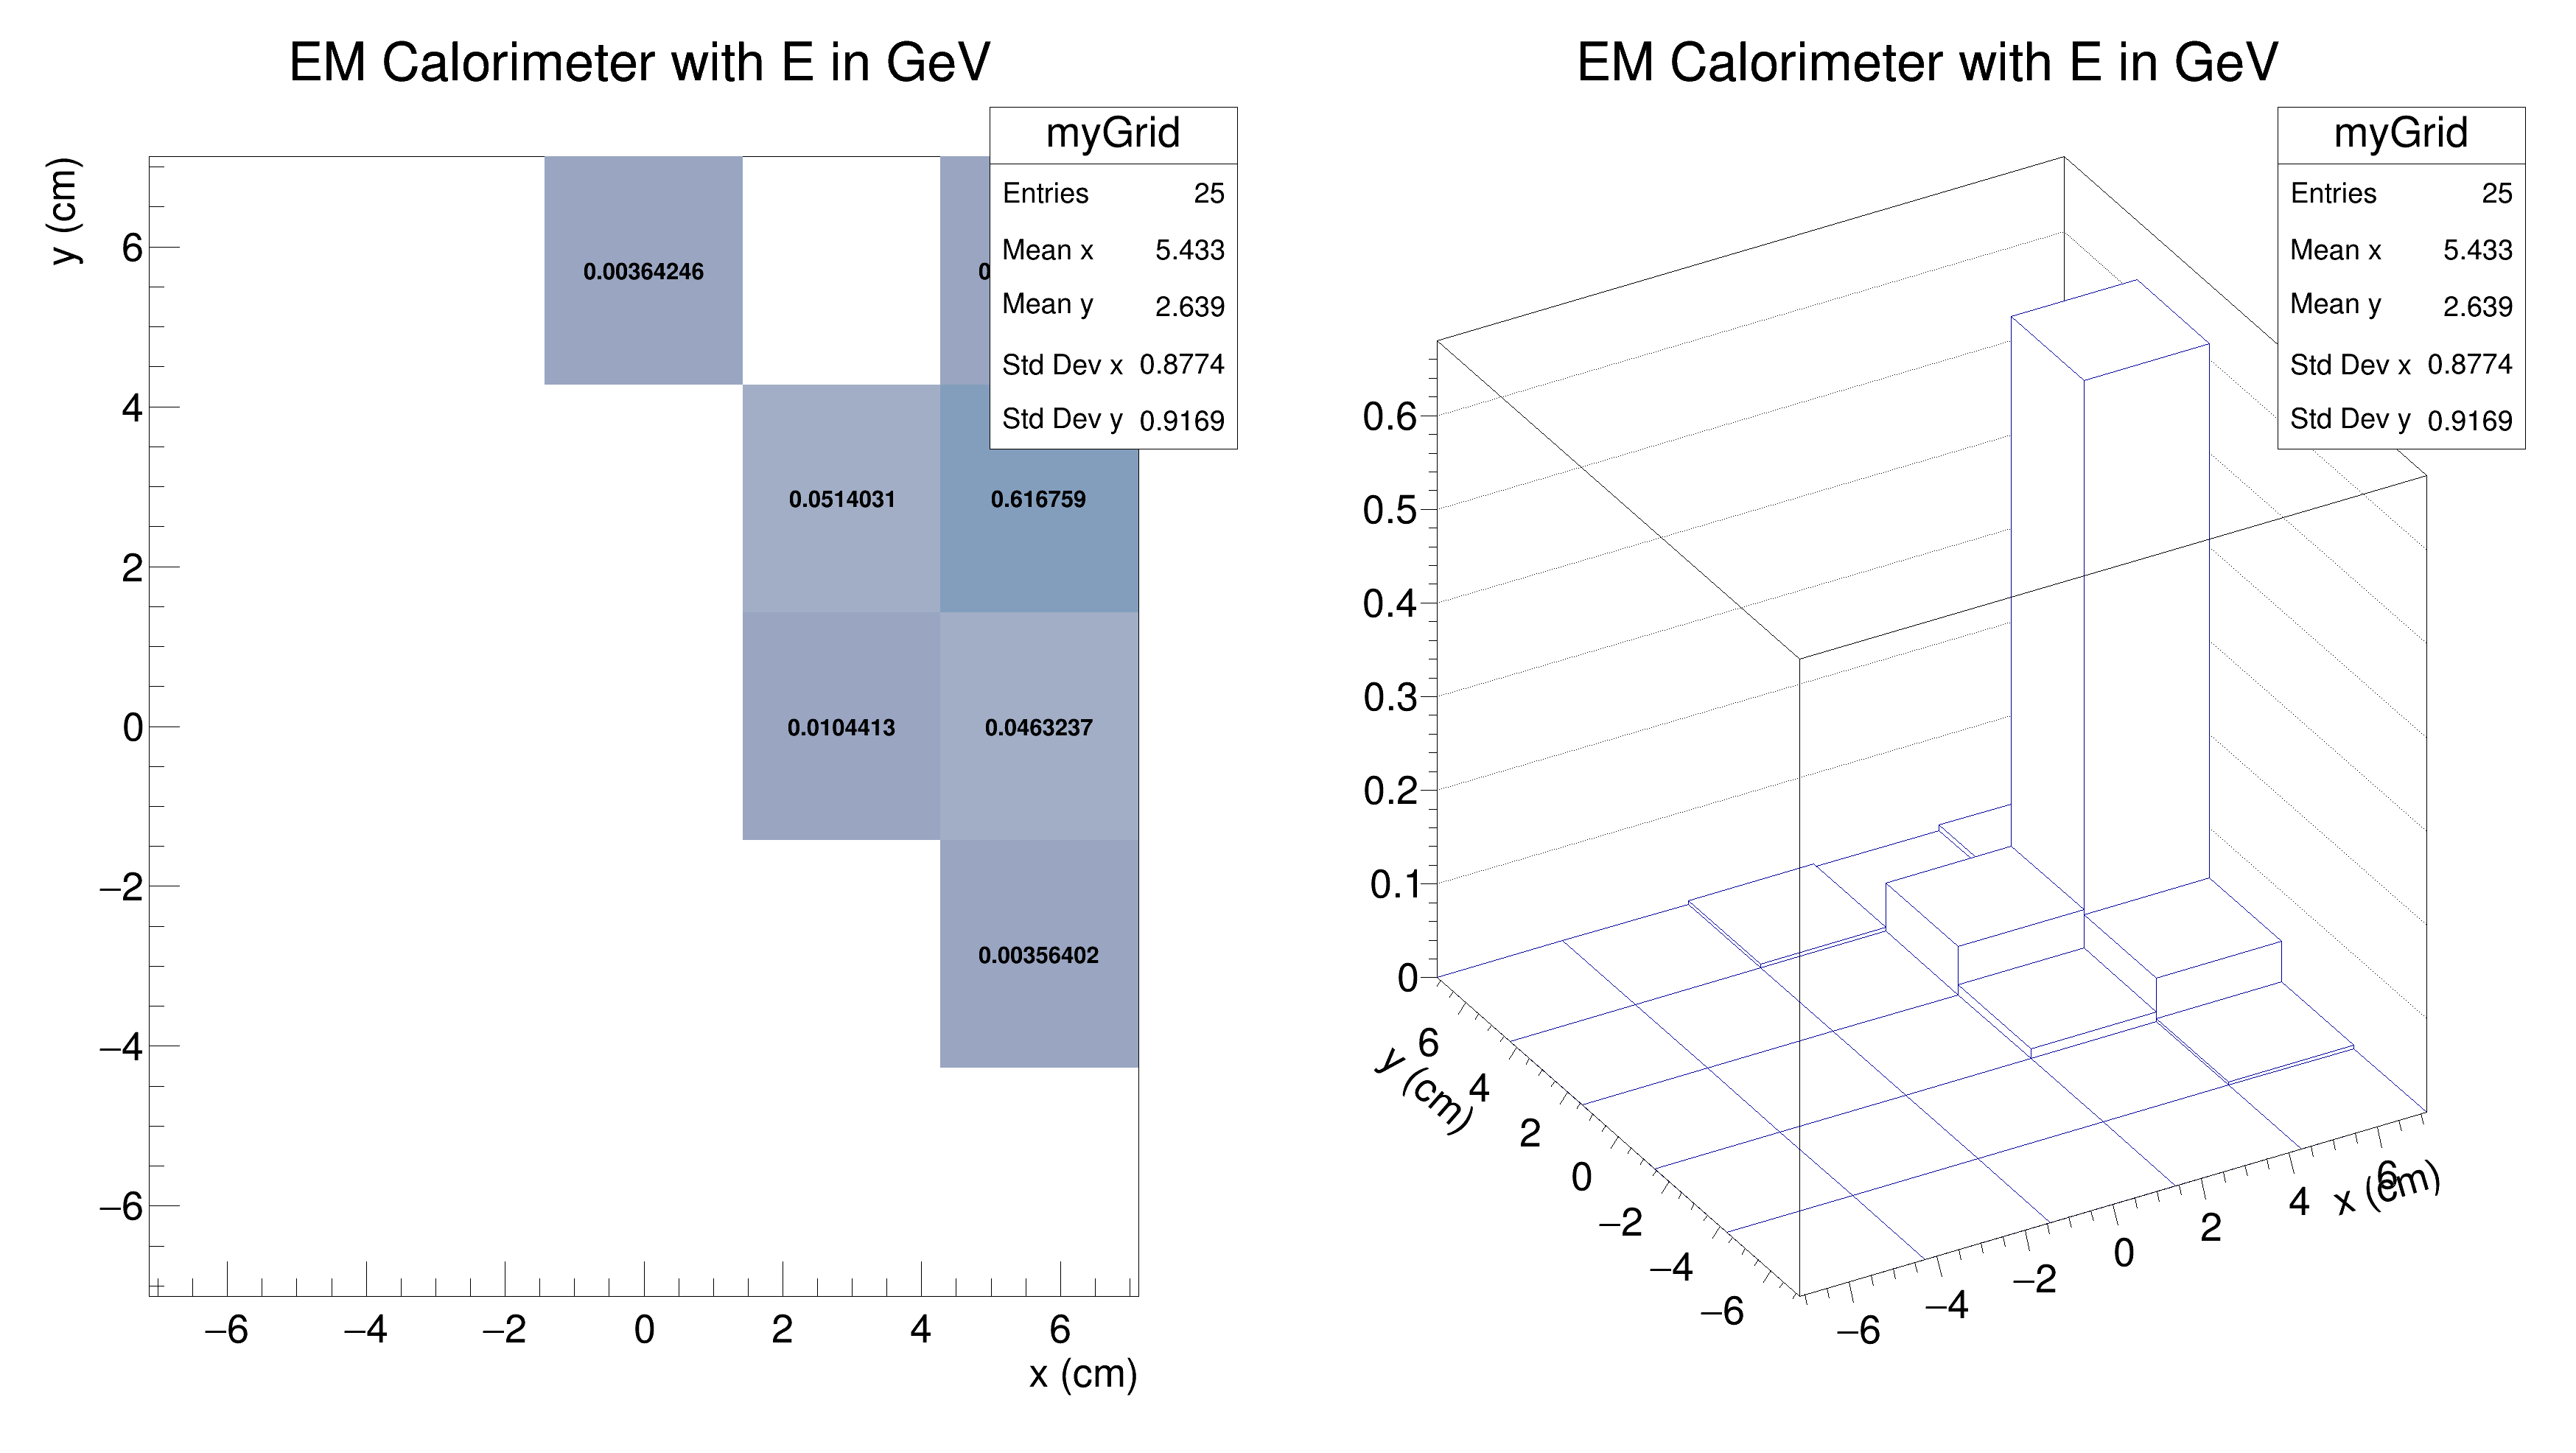 EM Calorimeter with E in GeV
myGrid
Entries 25
Mean x 5.433
Mean y 2.639
Std Dev x 0.8774
Std Dev y 0.9169
y (cm)
6
4
2
0
−2
−4
−6
0.00364246
0.0514031
0.616759
0.0104413
0.0463237
0.00356402
−6 −4 −2 0 2 4 6
x (cm)
EM Calorimeter with E in GeV
myGrid
Entries 25
Mean x 5.433
Mean y 2.639
Std Dev x 0.8774
Std Dev y 0.9169
0.6
0.5
0.4
0.3
0.2
0.1
0
6
4
2
0
−2
−4
−6
y (cm)
−6 −4 −2 0 2 4 6
x (cm)